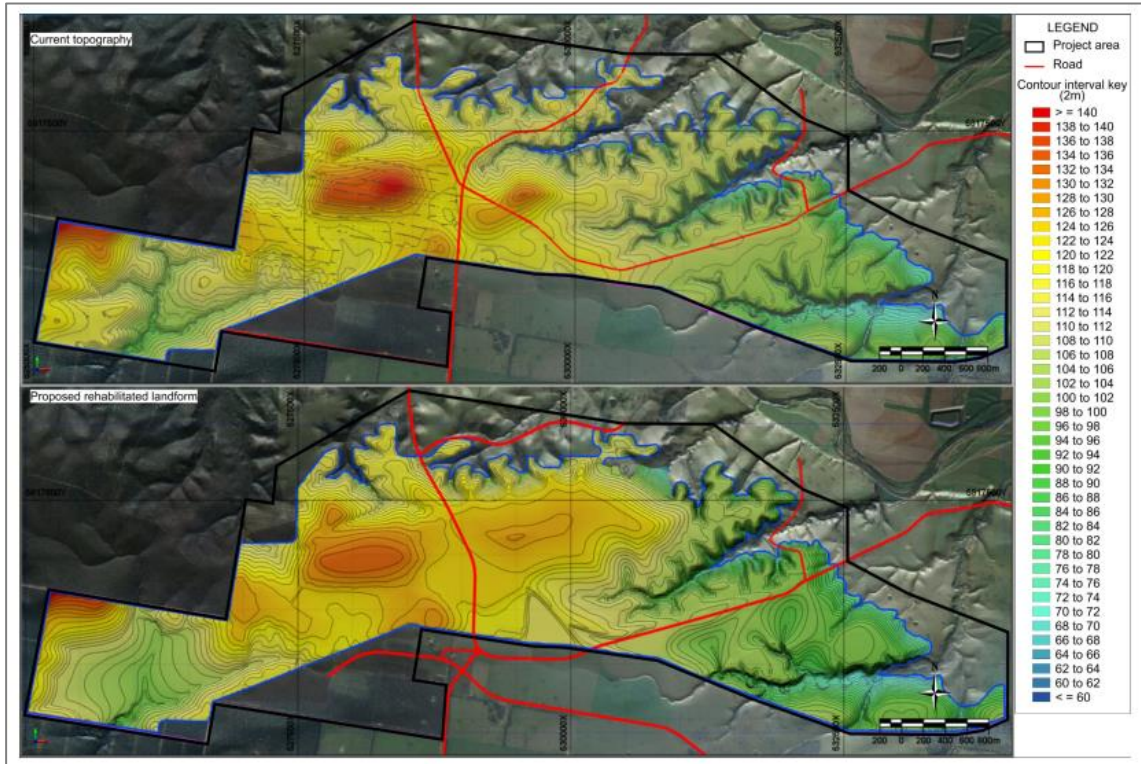 Current topography
627500X
630000X
632500X
5917500Y
N
200 0 200 400 600 800m
Proposed rehabilitated landform
627500X
630000X
632500X
N
200 0 200 400 600 800m
LEGEND
Project area
Road
Contour interval key
(2m)
> = 140
138 to 140
136 to 138
134 to 136
132 to 134
130 to 132
128 to 130
126 to 128
124 to 126
122 to 124
120 to 122
118 to 120
116 to 118
114 to 116
112 to 114
110 to 112
108 to 110
106 to 108
104 to 106
102 to 104
100 to 102
98 to 100
96 to 98
94 to 96
92 to 94
90 to 92
88 to 90
86 to 88
84 to 86
82 to 84
80 to 82
78 to 80
76 to 78
74 to 76
72 to 74
70 to 72
68 to 70
66 to 68
64 to 66
62 to 64
60 to 62
< = 60